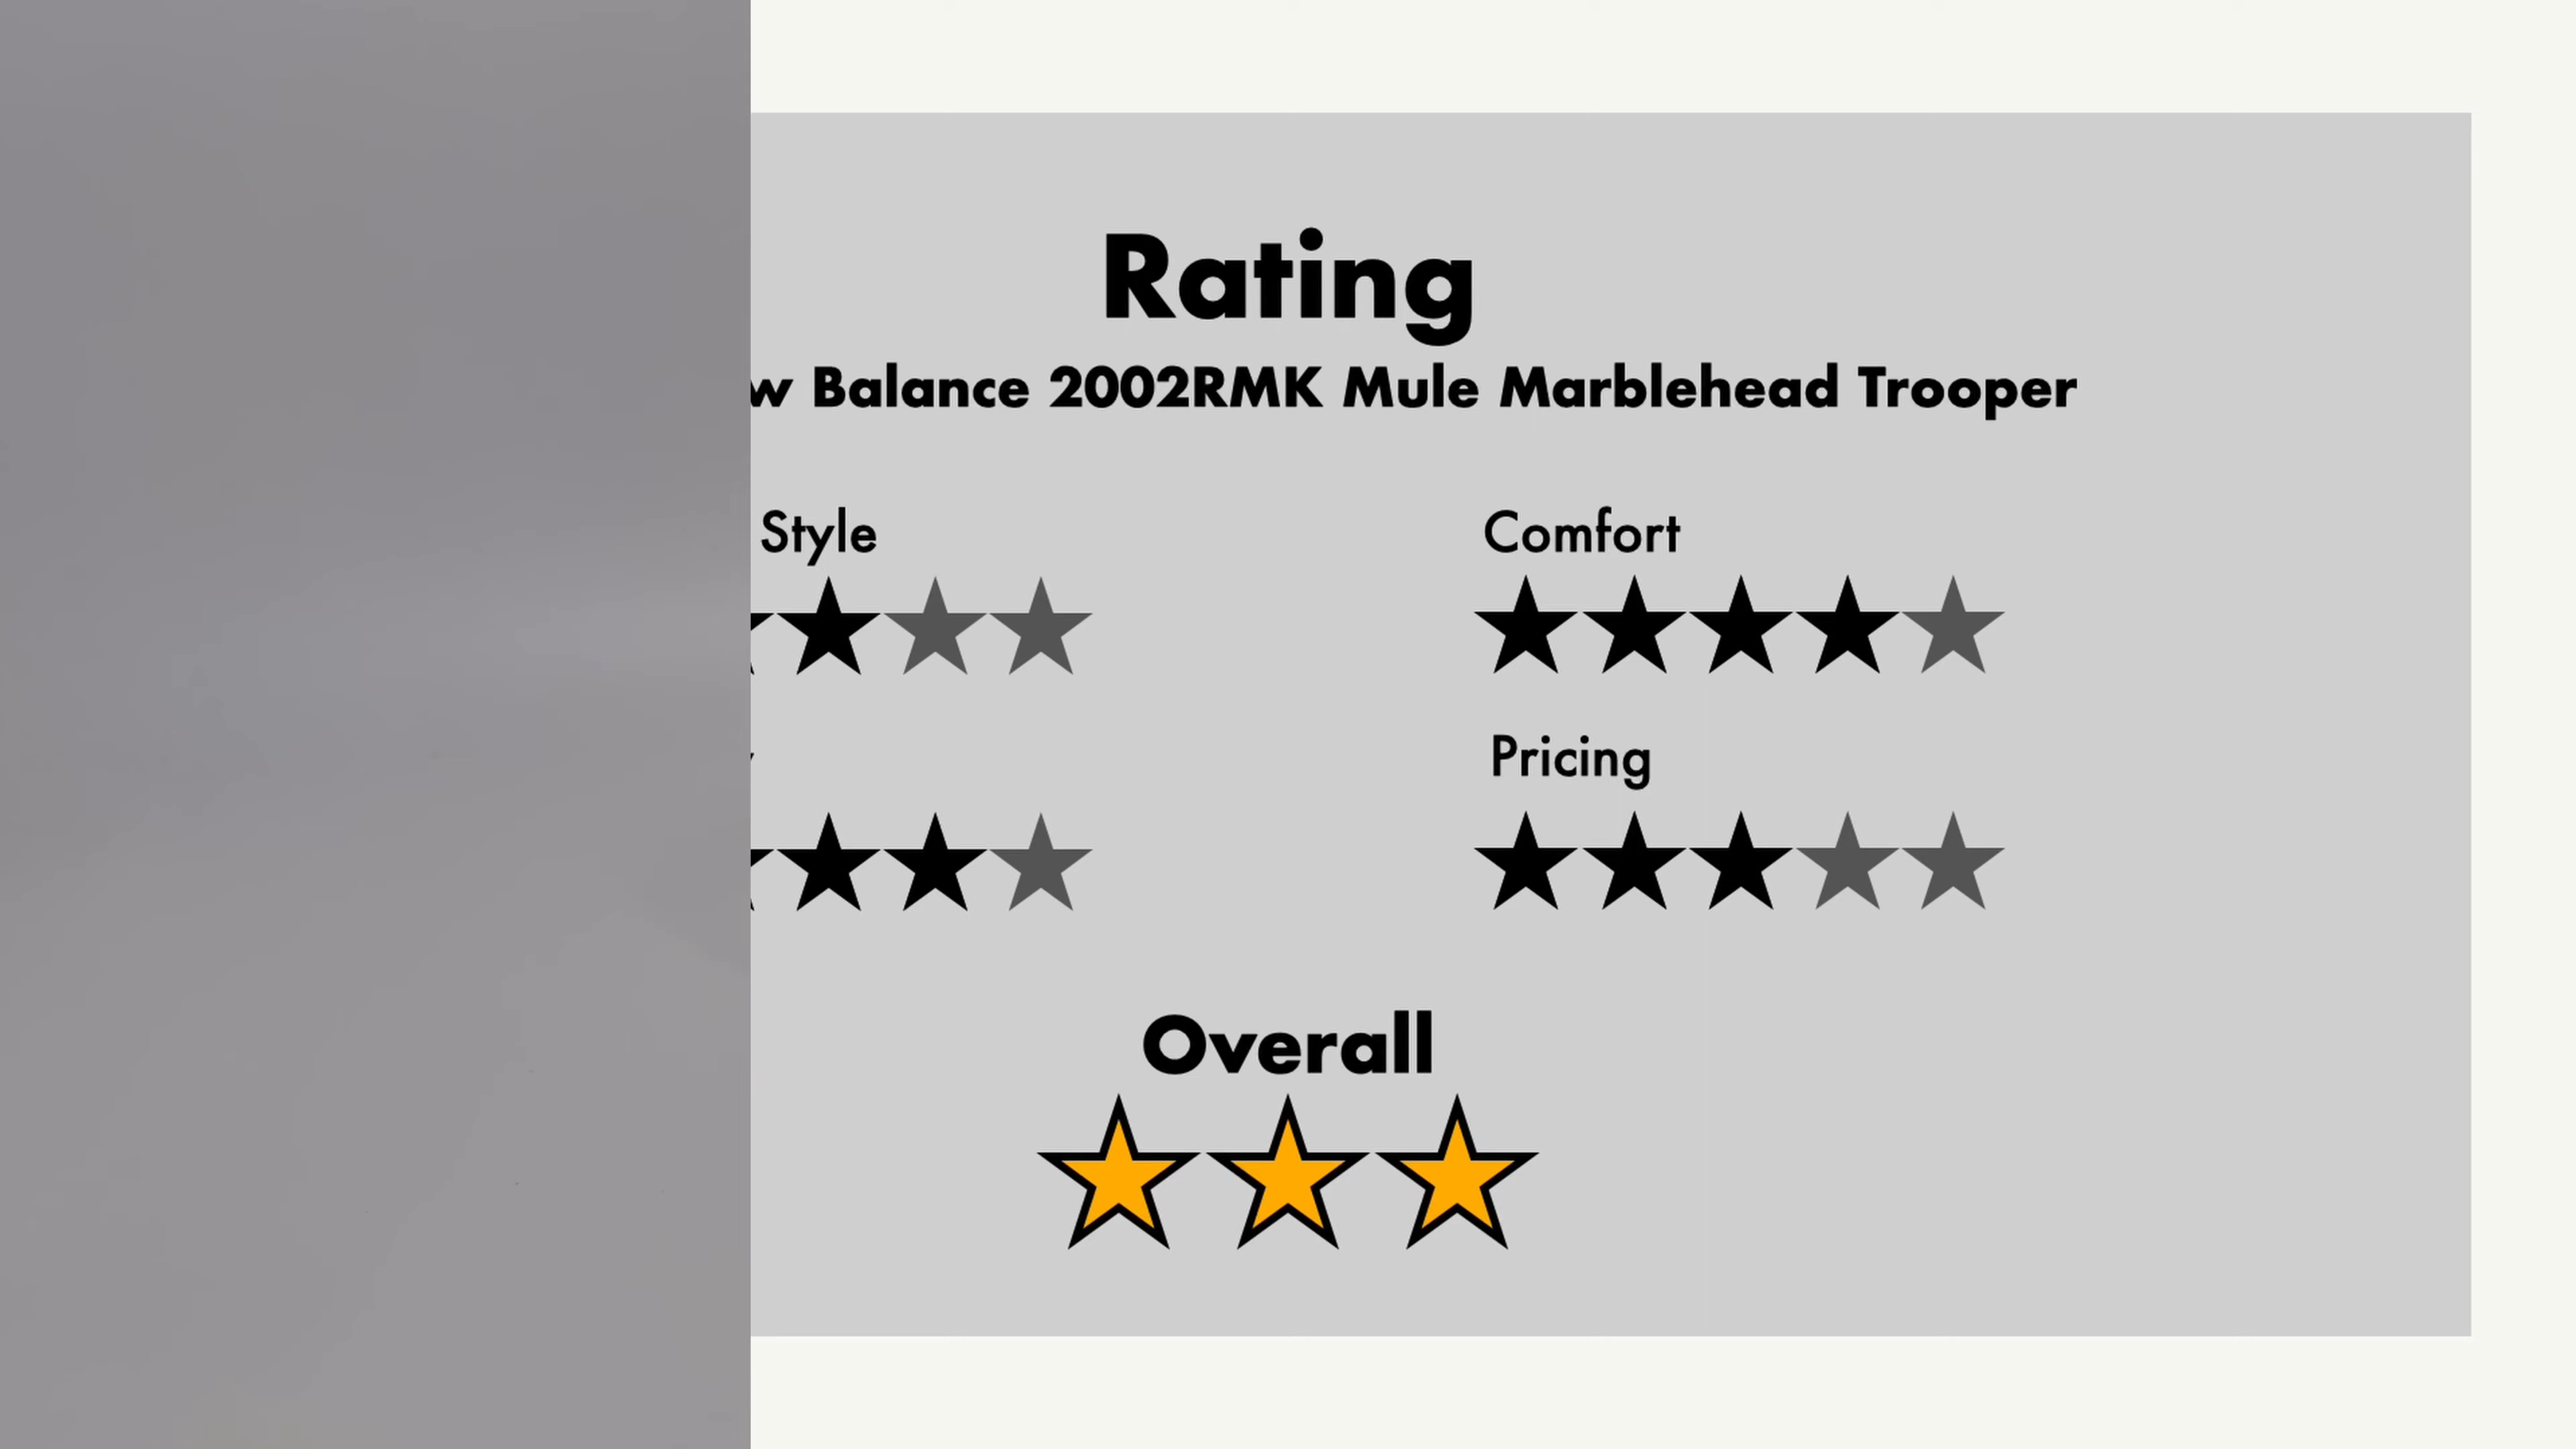 Rating
Balance 2002RMK Mule Marblehead Trooper
Style
Comfort
Pricing
Overall